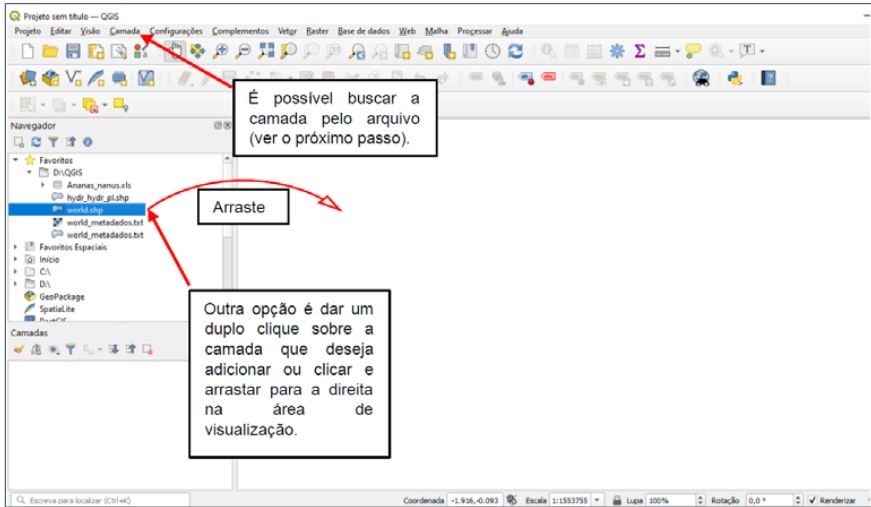 Projeto sem título — QGIS
Projeto Editar Visão Camada Configurações Complementos Vetor Raster Base de dados Web Malha Processar Ajuda
É possível buscar a
camada pelo arquivo
(ver o próximo passo).
Navegador
Favoritos
D:\QGIS
Ananas_nanus.xls
hydr_hydr_pl.shp
world.shp
world_metadados.txt
world_metadados.txt
Favoritos Espaciais
Início
C:\
D:\
GeoPackage
SpatiaLite
PostGIS
Arraste
Outra opção é dar um
duplo clique sobre a
camada que deseja
adicionar ou clicar e
arrastar para a direita
na área de
visualização.
Camadas
Escreva para localizar (Ctrl+K)
Coordenada -1.916,-0.093 Escala 1:1553755 Lupa 100% Rotação 0,0 ° Renderizar